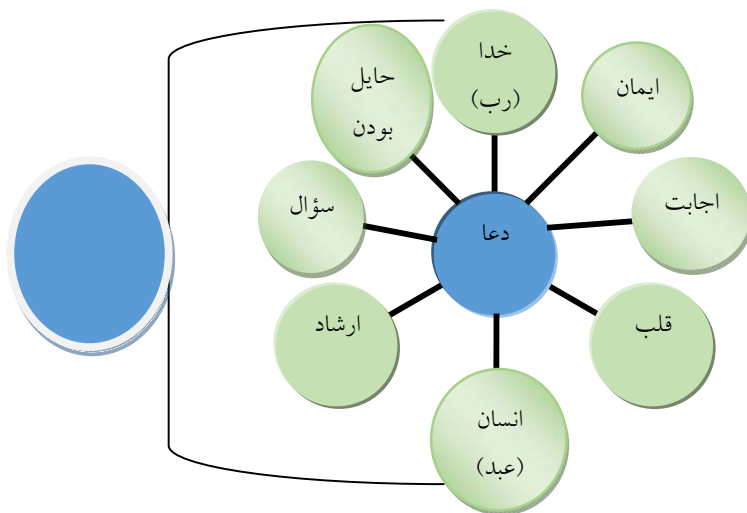 خدا
(رب)
ایمان
حایل
بودن
اجابت
سؤال
دعا
قلب
ارشاد
انسان
(عبد)